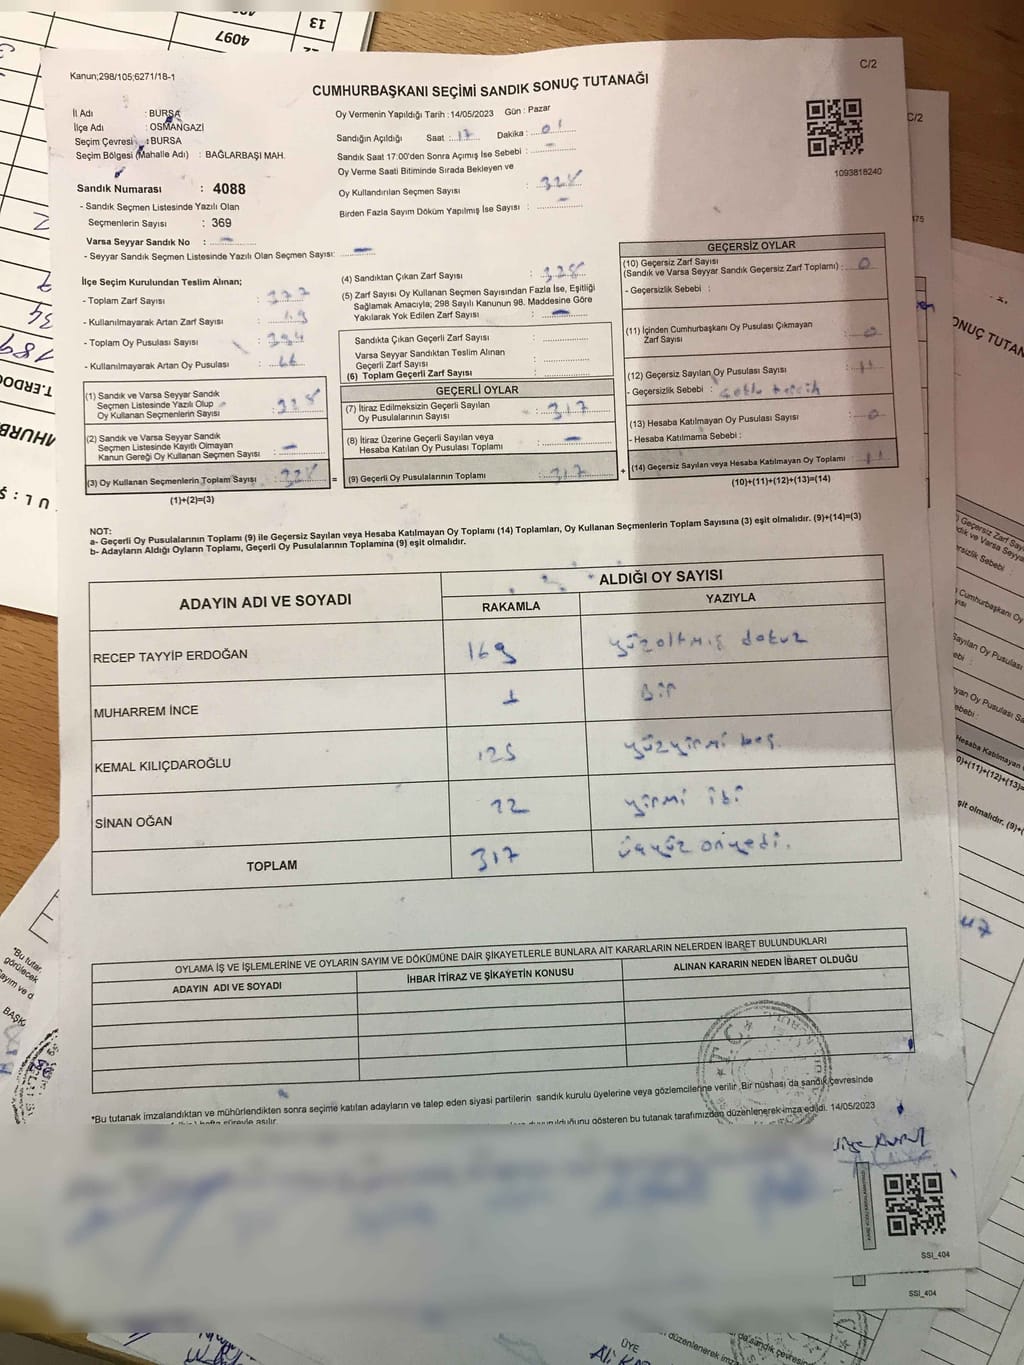 Kanun;298/105;6271/18-1
C/2
CUMHURBAŞKANI SEÇİMİ SANDIK SONUÇ TUTANAĞI
İl Adı : BURSA
İlçe Adı : OSMANGAZİ
Seçim Çevresi : BURSA
Seçim Bölgesi (Mahalle Adı) : BAĞLARBAŞI MAH.
Sandık Numarası : 4088
- Sandık Seçmen Listesinde Yazılı Olan
Seçmenlerin Sayısı : 369
Varsa Seyyar Sandık No : –
- Seyyar Sandık Seçmen Listesinde Yazılı Olan Seçmen Sayısı: –
Oy Vermenin Yapıldığı Tarih : 14/05/2023 Gün : Pazar
Sandığın Açıldığı Saat : 17 Dakika : 01
Sandık Saat 17:00'den Sonra Açımış İse Sebebi : –
Oy Verme Saati Bitiminde Sırada Bekleyen ve
Oy Kullandırılan Seçmen Sayısı : 328
Birden Fazla Sayım Döküm Yapılmış İse Sayısı : –
1093818240
İlçe Seçim Kurulundan Teslim Alınan;
- Toplam Zarf Sayısı :
- Kullanılmayarak Artan Zarf Sayısı :
- Toplam Oy Pusulası Sayısı : 394
- Kullanılmayarak Artan Oy Pusulası : 66
(1) Sandık ve Varsa Seyyar Sandık
Seçmen Listesinde Yazılı Olup
Oy Kullanan Seçmenlerin Sayısı : 328
(2) Sandık ve Varsa Seyyar Sandık
Seçmen Listesinde Kayıtlı Olmayan
Kanun Gereği Oy Kullanan Seçmen Sayısı : –
(3) Oy Kullanan Seçmenlerin Toplam Sayısı : 328
(1)+(2)=(3)
(4) Sandıktan Çıkan Zarf Sayısı : 328
(5) Zarf Sayısı Oy Kullanan Seçmen Sayısından Fazla İse, Eşitliği
Sağlamak Amacıyla; 298 Sayılı Kanunun 98. Maddesine Göre
Yakılarak Yok Edilen Zarf Sayısı : –
Sandıkta Çıkan Geçerli Zarf Sayısı :
Varsa Seyyar Sandıktan Teslim Alınan
Geçerli Zarf Sayısı :
(6) Toplam Geçerli Zarf Sayısı :
GEÇERLİ OYLAR
(7) İtiraz Edilmeksizin Geçerli Sayılan
Oy Pusulalarının Sayısı : 317
(8) İtiraz Üzerine Geçerli Sayılan veya
Hesaba Katılan Oy Pusulası Toplamı : –
= (9) Geçerli Oy Pusulalarının Toplamı : 317
GEÇERSİZ OYLAR
(10) Geçersiz Zarf Sayısı
(Sandık ve Varsa Seyyar Sandık Geçersiz Zarf Toplamı) : 0
- Geçersizlik Sebebi :
(11) İçinden Cumhurbaşkanı Oy Pusulası Çıkmayan
Zarf Sayısı : 0
(12) Geçersiz Sayılan Oy Pusulası Sayısı : 11
- Geçersizlik Sebebi : çoklu tercih
(13) Hesaba Katılmayan Oy Pusulası Sayısı : 0
- Hesaba Katılmama Sebebi :
+ (14) Geçersiz Sayılan veya Hesaba Katılmayan Oy Toplamı : 11
(10)+(11)+(12)+(13)=(14)
NOT:
a- Geçerli Oy Pusulalarının Toplamı (9) ile Geçersiz Sayılan veya Hesaba Katılmayan Oy Toplamı (14) Toplamları, Oy Kullanan Seçmenlerin Toplam Sayısına (3) eşit olmalıdır. (9)+(14)=(3)
b- Adayların Aldığı Oyların Toplamı, Geçerli Oy Pusulalarının Toplamına (9) eşit olmalıdır.
ADAYIN ADI VE SOYADI ALDIĞI OY SAYISI
RAKAMLA YAZIYLA
RECEP TAYYİP ERDOĞAN 169 yüzaltmış dokuz
MUHARREM İNCE 1 Bir
KEMAL KILIÇDAROĞLU 125 yüzyirmi beş.
SİNAN OĞAN 22 yirmi iki
TOPLAM 317 üçyüz onyedi.
OYLAMA İŞ VE İŞLEMLERİNE VE OYLARIN SAYIM VE DÖKÜMÜNE DAİR ŞİKAYETLERLE BUNLARA AİT KARARLARIN NELERDEN İBARET BULUNDUKLARI
ADAYIN ADI VE SOYADI İHBAR İTİRAZ VE ŞİKAYETİN KONUSU ALINAN KARARIN NEDEN İBARET OLDUĞU
T.C.
*Bu tutanak imzalandıktan ve mühürlendikten sonra seçime katılan adayların ve talep eden siyasi partilerin sandık kurulu üyelerine veya gözlemcilerine verilir. Bir nüshası da sandık çevresinde
hafta süreyle asılır.
duyurulduğunu gösteren bu tutanak tarafımızdan düzenlenerek imza edildi. 14/05/2023
SSI_404
SSI_404
ÜYE
13
4097
C/2